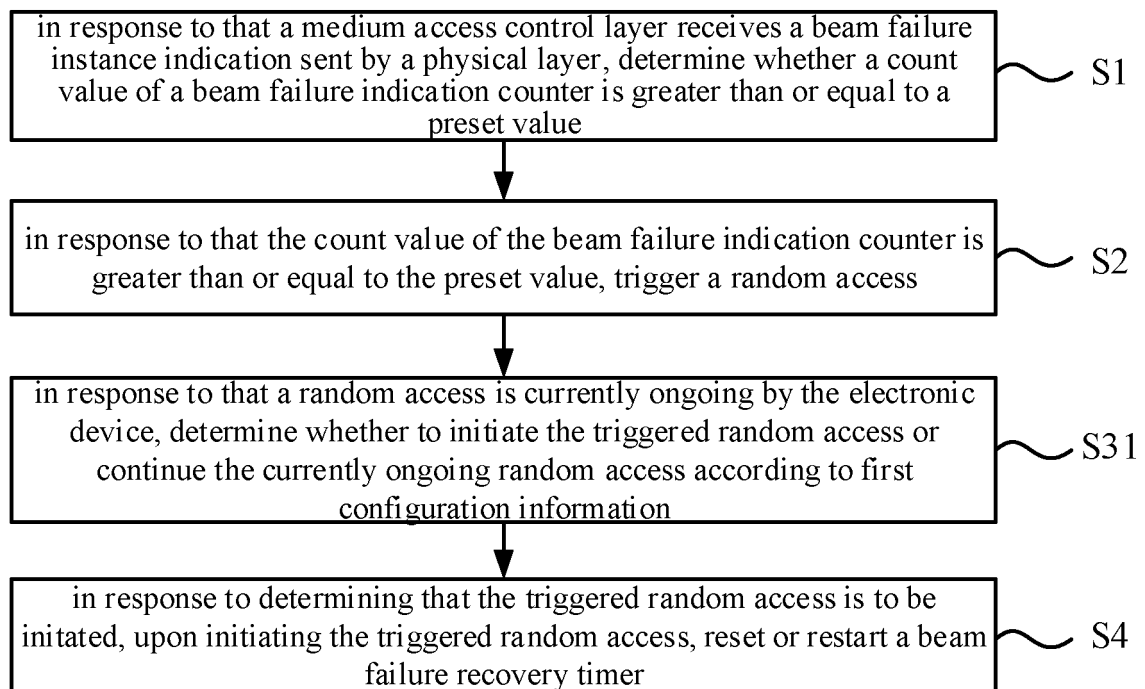 in response to that a medium access control layer receives a beam failure
instance indication sent by a physical layer, determine whether a count
value of a beam failure indication counter is greater than or equal to a
preset value
S1
in response to that the count value of the beam failure indication counter is
greater than or equal to the preset value, trigger a random access
S2
in response to that a random access is currently ongoing by the electronic
device, determine whether to initiate the triggered random access or
continue the currently ongoing random access according to first
configuration information
S31
in response to determining that the triggered random access is to be
initated, upon initiating the triggered random access, reset or restart a beam
failure recovery timer
S4